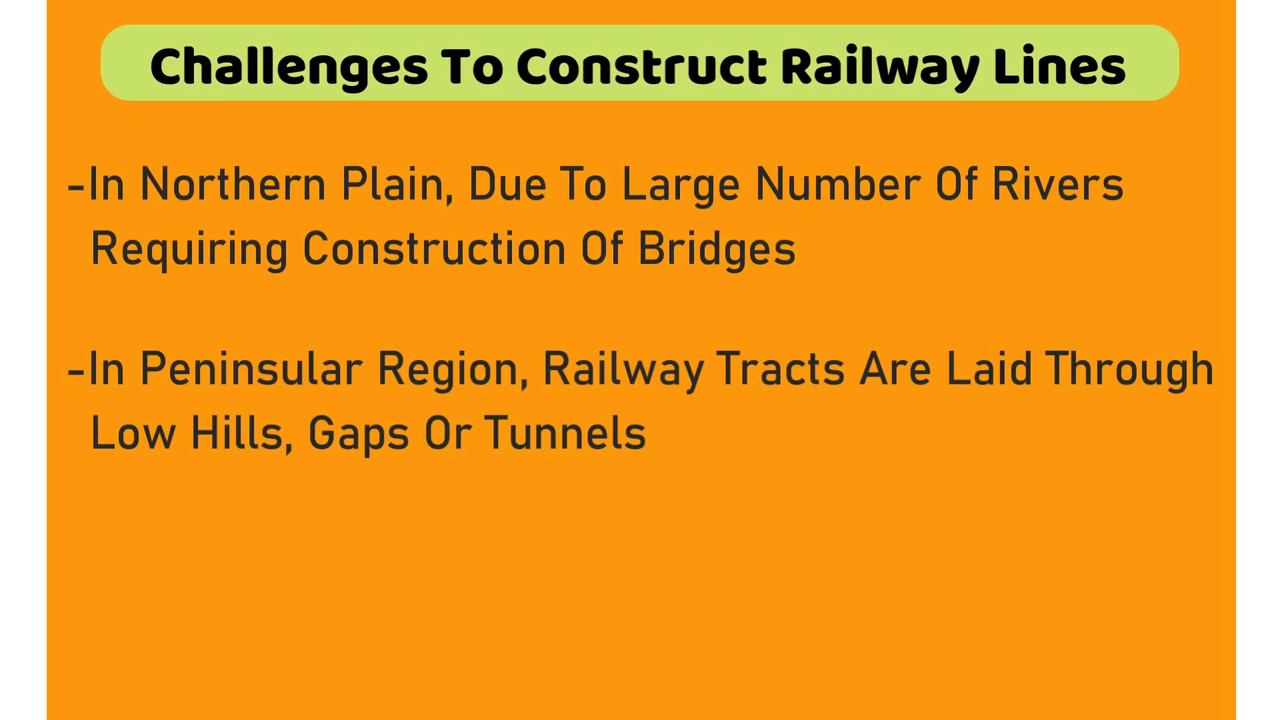 Challenges To Construct Railway Lines
-In Northern Plain, Due To Large Number Of Rivers
Requiring Construction Of Bridges
-In Peninsular Region, Railway Tracts Are Laid Through
Low Hills, Gaps Or Tunnels